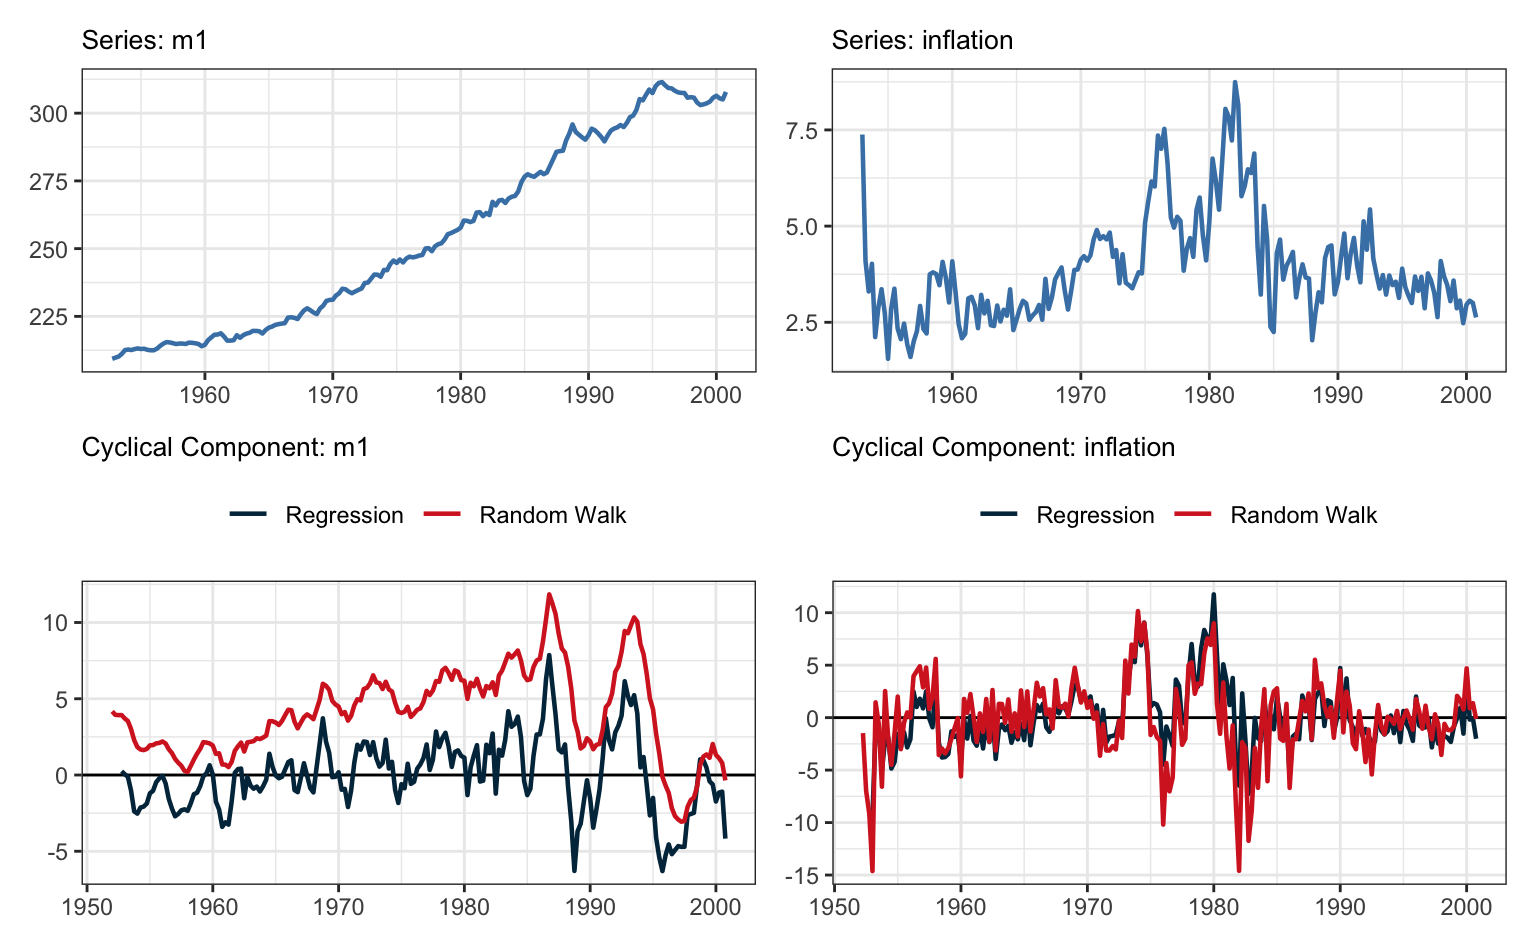 Series: m1
300
275
250
225
1960 1970 1980 1990 2000
Series: inflation
7.5
5.0
2.5
1960 1970 1980 1990 2000
Cyclical Component: m1
Regression Random Walk
10
5
0
-5
1950 1960 1970 1980 1990 2000
Cyclical Component: inflation
Regression Random Walk
10
5
0
-5
-10
-15
1950 1960 1970 1980 1990 2000